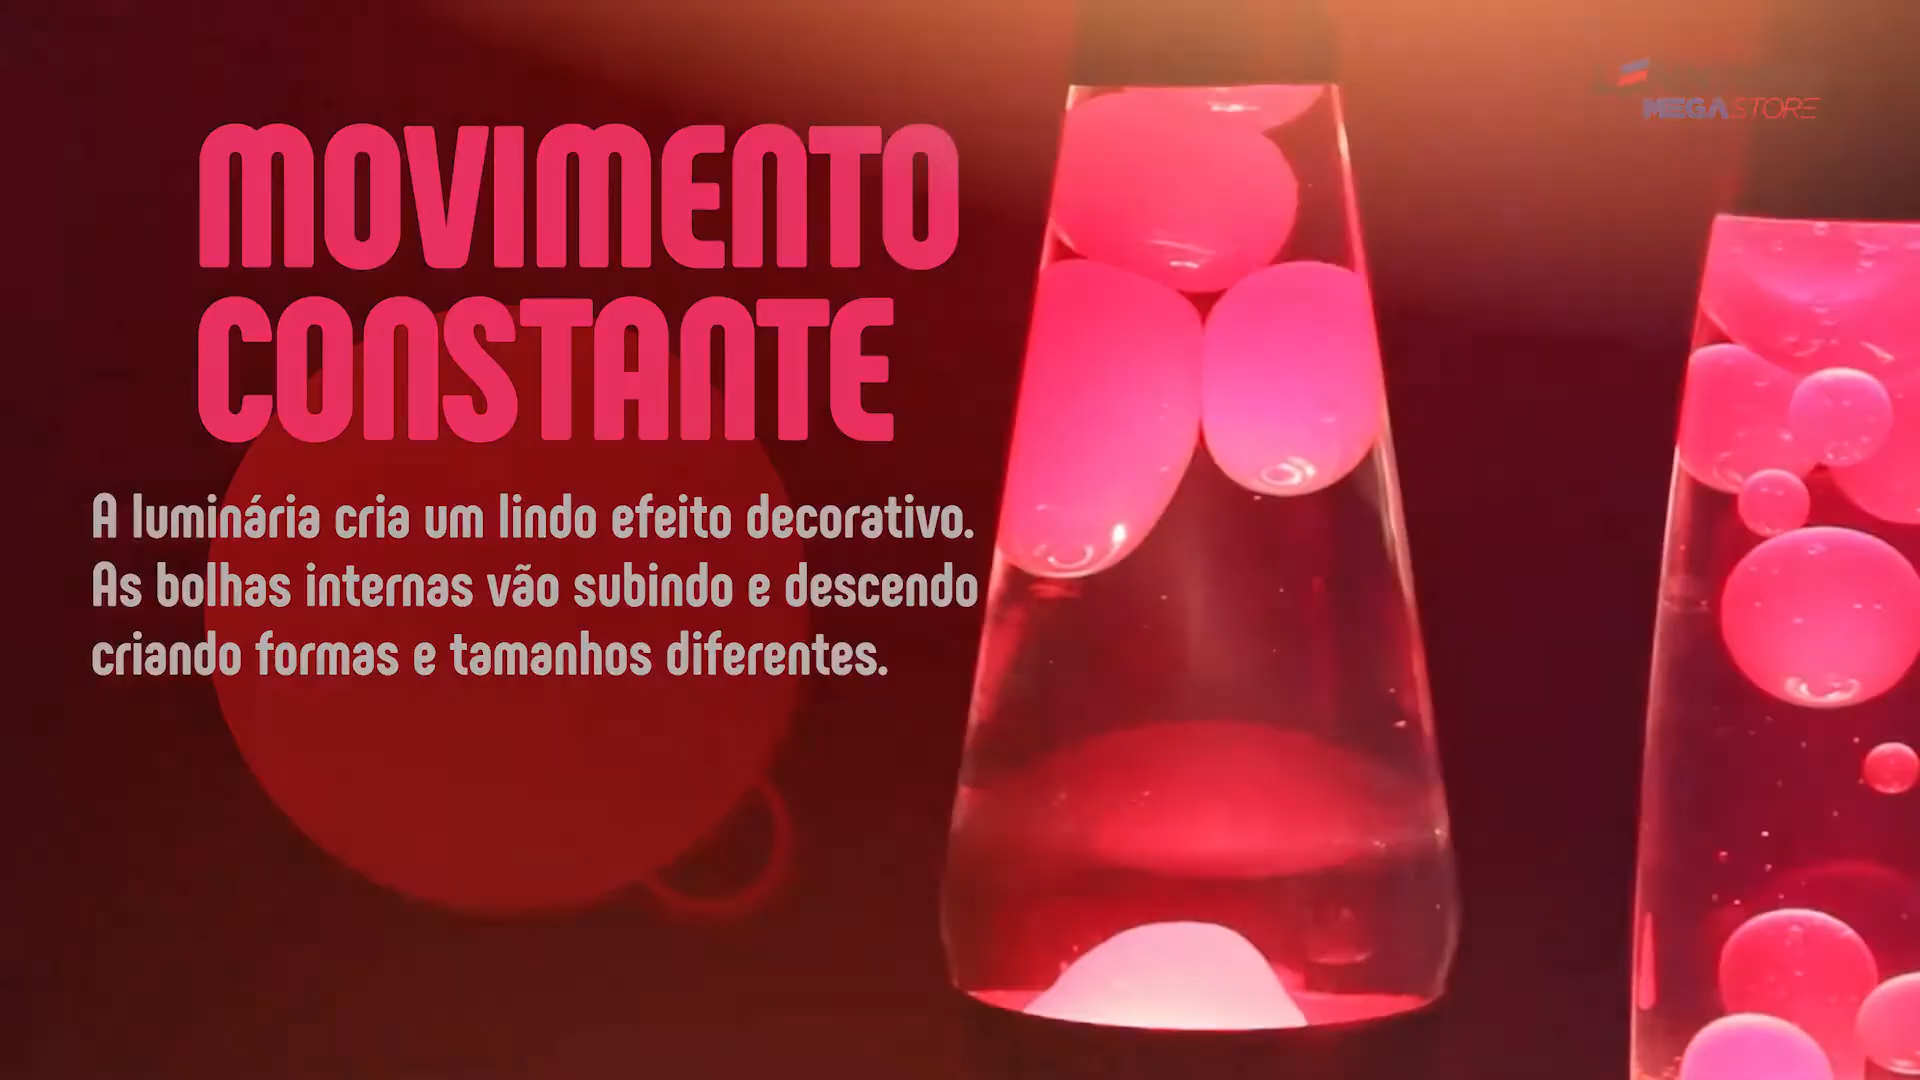 MOVIMENTO
CONSTANTE
A luminária cria um lindo efeito decorativo.
As bolhas internas vão subindo e descendo
criando formas e tamanhos diferentes.
MEGASTORE